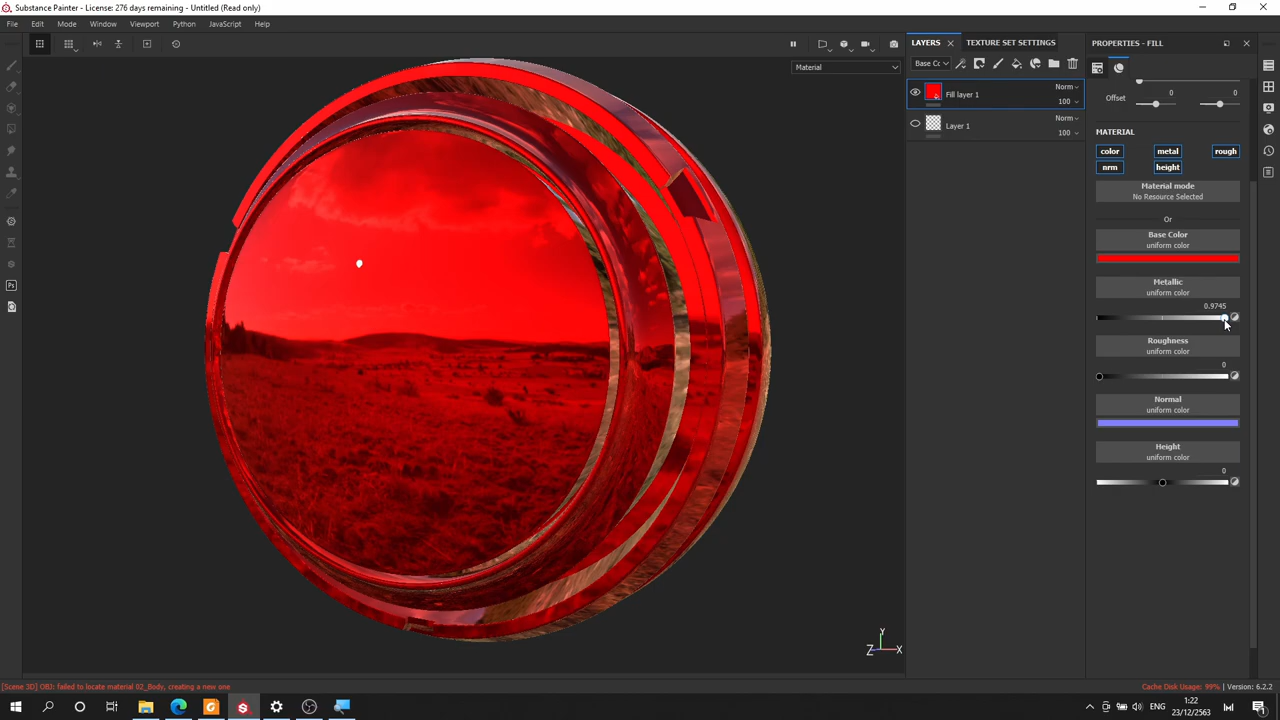 Substance Painter - License: 276 days remaining - Untitled (Read only)
File Edit Mode Window Viewport Python JavaScript Help
Material
LAYERS TEXTURE SET SETTINGS
PROPERTIES - FILL
Fill layer 1
Norm
100
Layer 1
Norm
100
0 0
Offset
MATERIAL
color metal rough
nrm height
Material mode
No Resource Selected
Or
Base Color
uniform color
Metallic
uniform color
0.9745
Roughness
uniform color
0
Normal
uniform color
Height
uniform color
0
Y
Z X
[Scene 3D] OBJ: failed to locate material 02_Body, creating a new one
Cache Disk Usage: 99% | Version: 6.2.2
Ps
ENG
1:22
23/12/2563